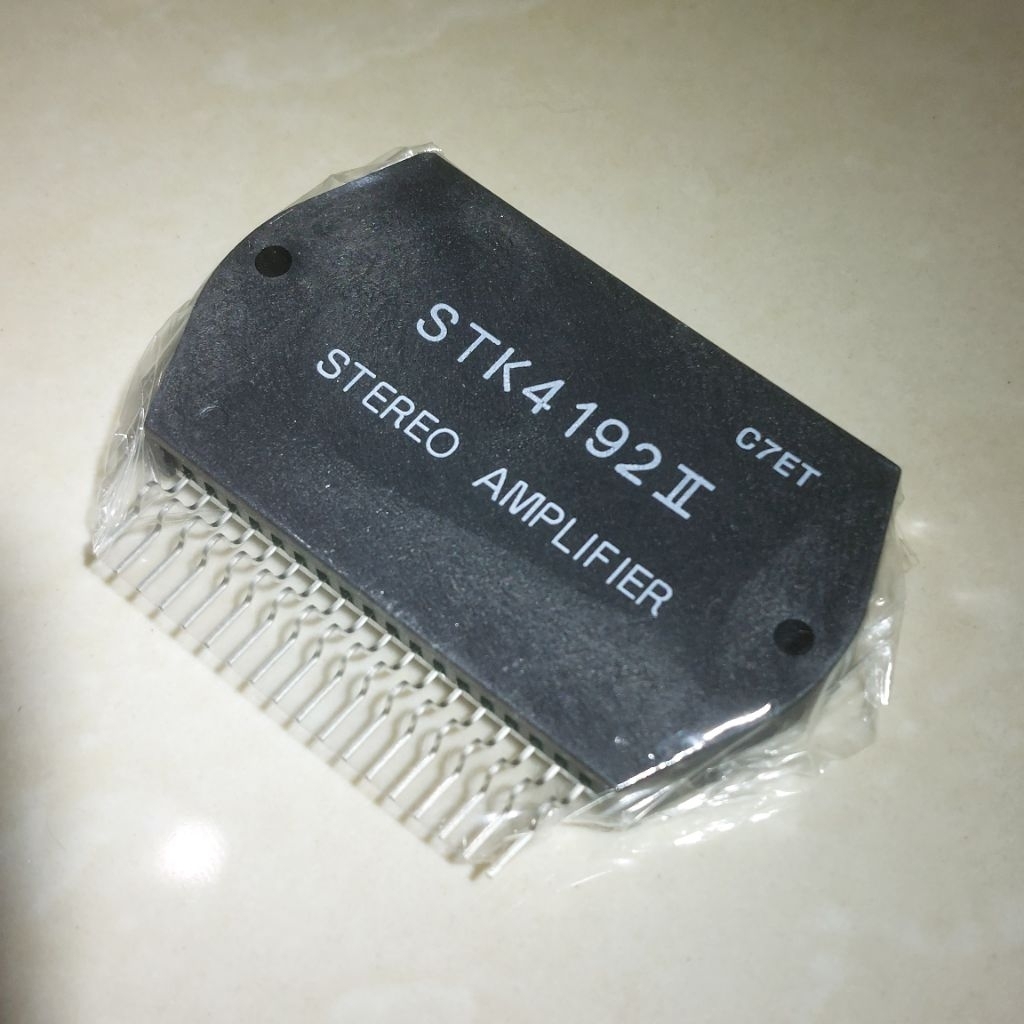 STK4192II
STEREO AMPLIFIER
C7ET